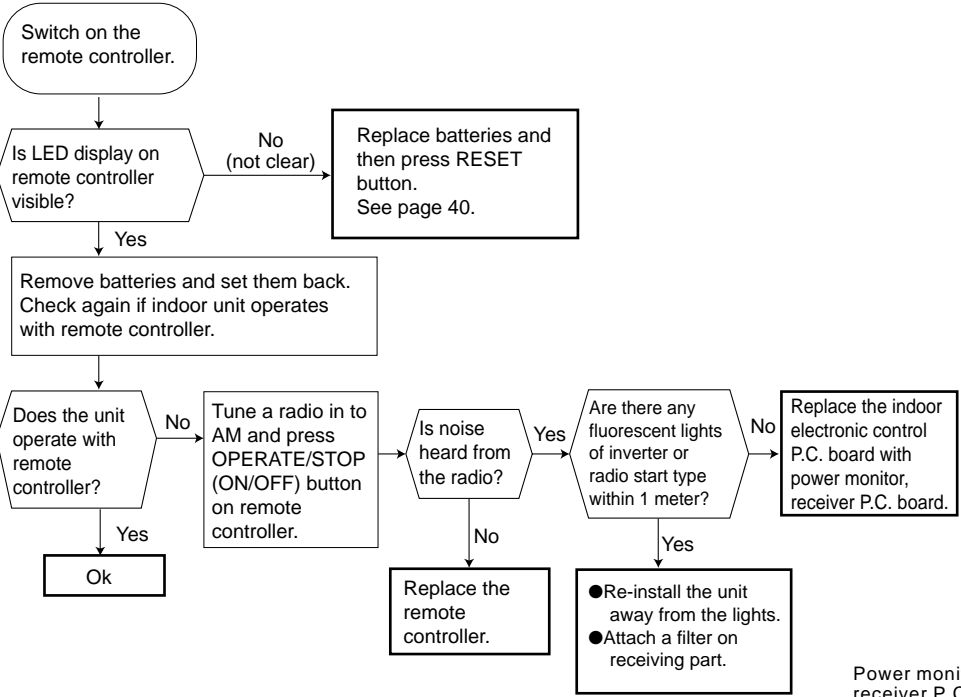 Switch on the
remote controller.
Is LED display on
remote controller
visible?
No
(not clear)
Replace batteries and
then press RESET
button.
See page 40.
Yes
Remove batteries and set them back.
Check again if indoor unit operates
with remote controller.
Does the unit
operate with
remote
controller?
No
Tune a radio in to
AM and press
OPERATE/STOP
(ON/OFF) button
on remote
controller.
Is noise
heard from
the radio?
Yes
Are there any
fluorescent lights
of inverter or
radio start type
within 1 meter?
No
Replace the indoor
electronic control
P.C. board with
power monitor,
receiver P.C. board.
Yes
Ok
No
Replace the
remote
controller.
Yes
●Re-install the unit
away from the lights.
●Attach a filter on
receiving part.
Power moni
receiver P.C